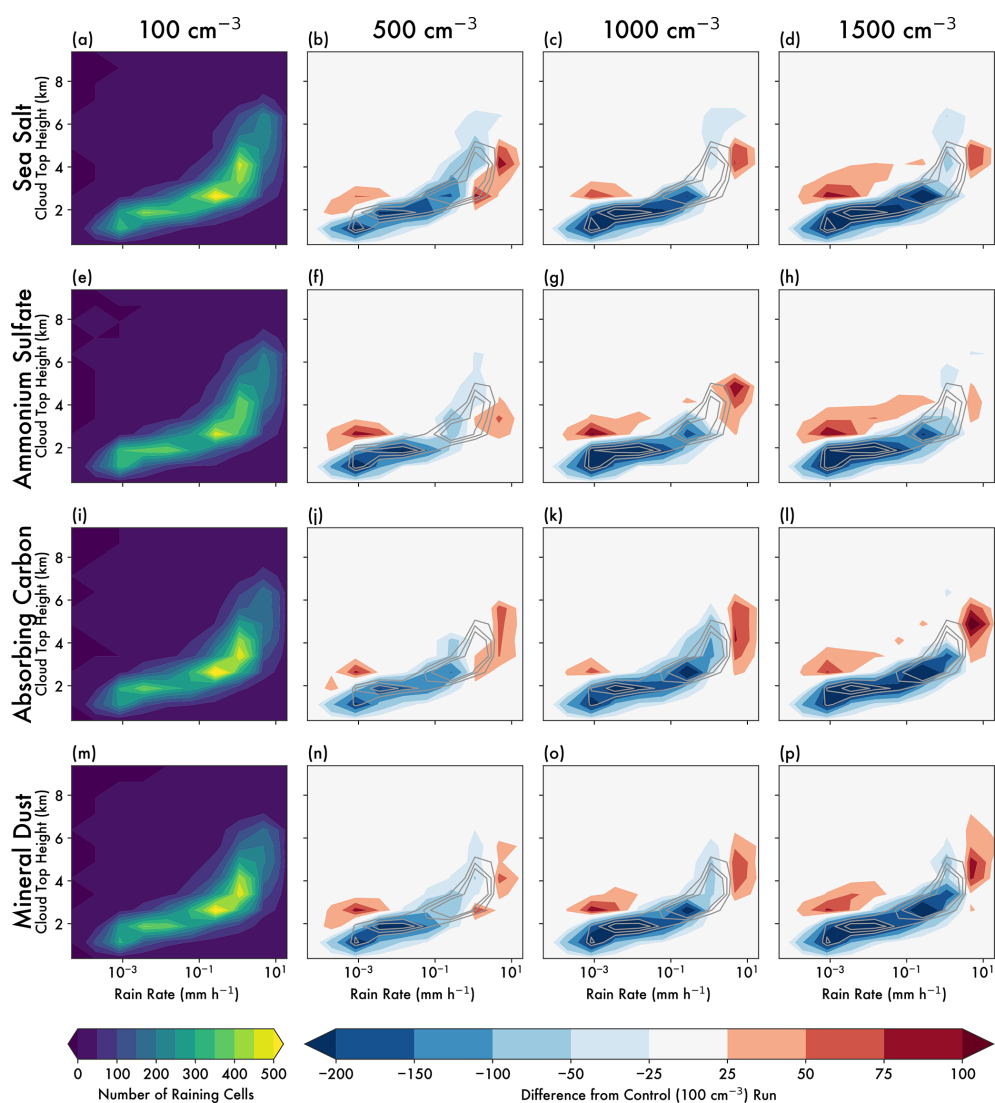 100 cm⁻³ 500 cm⁻³ 1000 cm⁻³ 1500 cm⁻³
(a) (b) (c) (d)
Sea Salt
Cloud Top Height (km)
8
6
4
2
(e) (f) (g) (h)
Ammonium Sulfate
Cloud Top Height (km)
8
6
4
2
(i) (j) (k) (l)
Absorbing Carbon
Cloud Top Height (km)
8
6
4
2
(m) (n) (o) (p)
Mineral Dust
Cloud Top Height (km)
8
6
4
2
10⁻³ 10⁻¹ 10¹ 10⁻³ 10⁻¹ 10¹ 10⁻³ 10⁻¹ 10¹ 10⁻³ 10⁻¹ 10¹
Rain Rate (mm h⁻¹) Rain Rate (mm h⁻¹) Rain Rate (mm h⁻¹) Rain Rate (mm h⁻¹)
0 100 200 300 400 500 −200 −150 −100 −50 −25 25 50 75 100
Number of Raining Cells Difference from Control (100 cm⁻³) Run